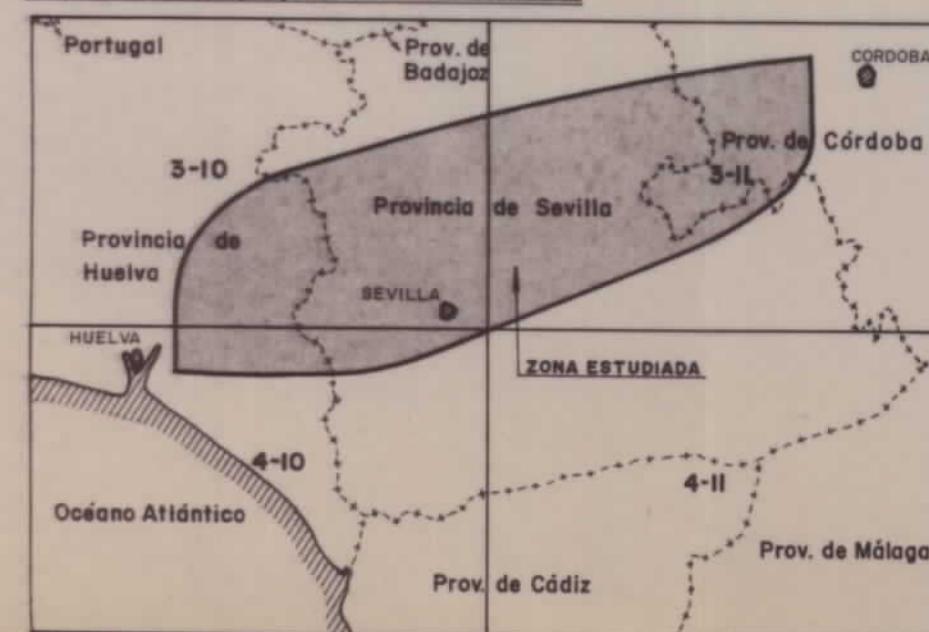 Portugal
Prov. de
Badajoz
CORDOBA
3-10
Prov. de Córdoba
3-11
Provincia de Sevilla
Provincia de
Huelva
SEVILLA
HUELVA
ZONA ESTUDIADA
4-10
4-11
Océano Atlántico
Prov. de Cádiz
Prov. de Málaga